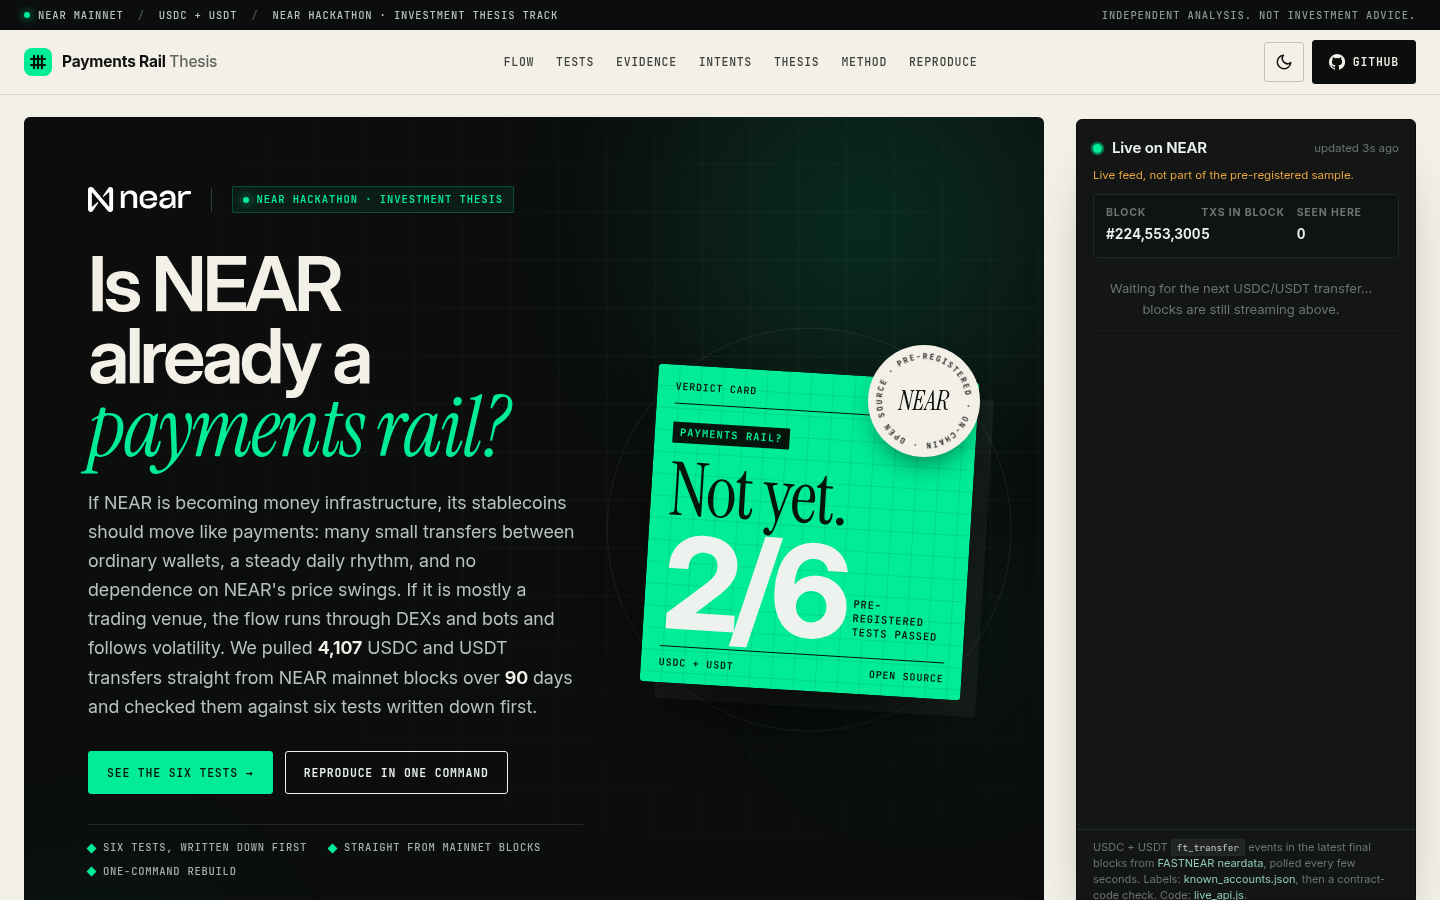 NEAR MAINNET / USDC + USDT / NEAR HACKATHON · INVESTMENT THESIS TRACK
INDEPENDENT ANALYSIS. NOT INVESTMENT ADVICE.
Payments Rail Thesis
FLOW TESTS EVIDENCE INTENTS THESIS METHOD REPRODUCE
GITHUB
near
NEAR HACKATHON · INVESTMENT THESIS
Is NEAR
already a
payments rail?
If NEAR is becoming money infrastructure, its stablecoins
should move like payments: many small transfers between
ordinary wallets, a steady daily rhythm, and no
dependence on NEAR's price swings. If it is mostly a
trading venue, the flow runs through DEXs and bots and
follows volatility. We pulled 4,107 USDC and USDT
transfers straight from NEAR mainnet blocks over 90 days
and checked them against six tests written down first.
SEE THE SIX TESTS →
REPRODUCE IN ONE COMMAND
SIX TESTS, WRITTEN DOWN FIRST
STRAIGHT FROM MAINNET BLOCKS
ONE-COMMAND REBUILD
VERDICT CARD
PAYMENTS RAIL?
Not yet.
2/6
PRE-
REGISTERED
TESTS PASSED
USDC + USDT
OPEN SOURCE
PRE-REGISTERED · ON-CHAIN · OPEN SOURCE ·
NEAR
Live on NEAR
updated 3s ago
Live feed, not part of the pre-registered sample.
BLOCK TXS IN BLOCK SEEN HERE
#224,553,3005 0
Waiting for the next USDC/USDT transfer...
blocks are still streaming above.
USDC + USDT ft_transfer events in the latest final
blocks from FASTNEAR neardata, polled every few
seconds. Labels: known_accounts.json, then a contract-
code check. Code: live_api.js.